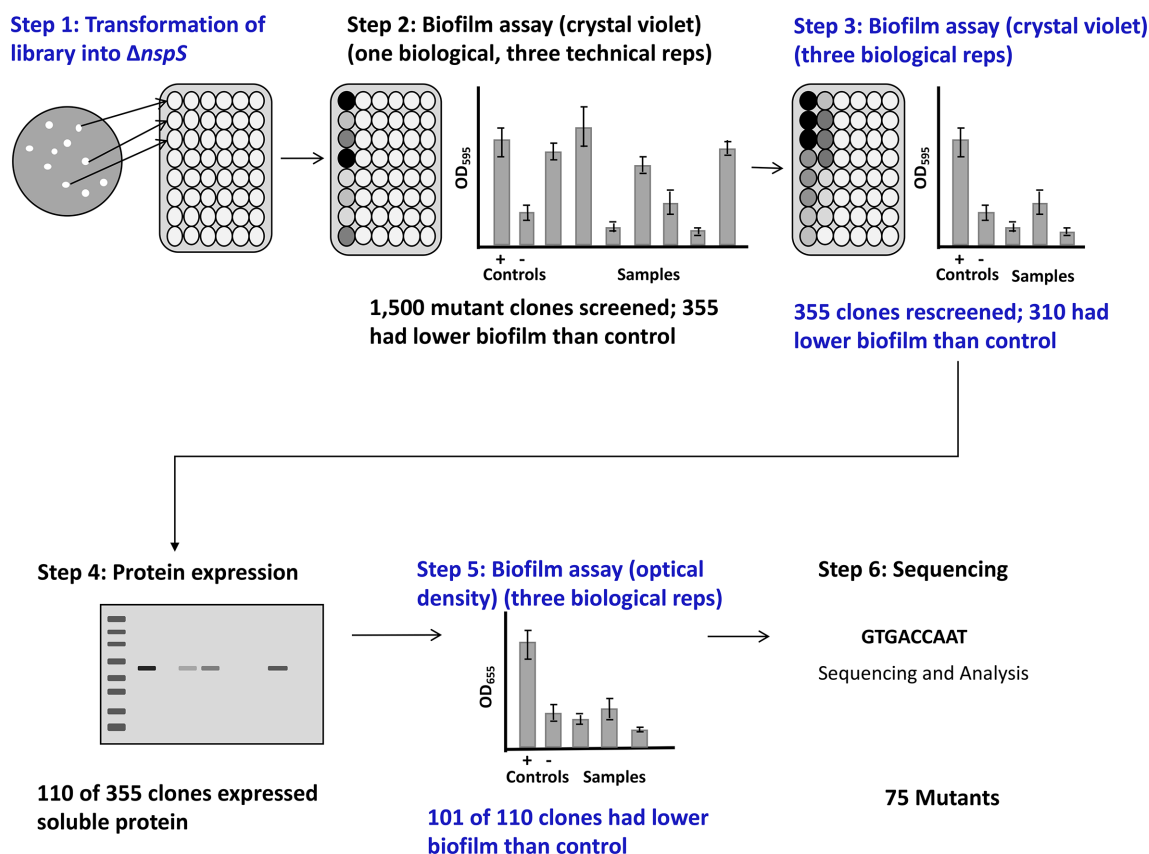 Step 1: Transformation of
library into ΔnspS
Step 2: Biofilm assay (crystal violet)
(one biological, three technical reps)
OD595
+ -
Controls
Samples
1,500 mutant clones screened; 355
had lower biofilm than control
Step 3: Biofilm assay (crystal violet)
(three biological reps)
OD595
+ -
Controls
Samples
355 clones rescreened; 310 had
lower biofilm than control
Step 4: Protein expression
110 of 355 clones expressed
soluble protein
Step 5: Biofilm assay (optical
density) (three biological reps)
OD655
+ -
Controls
Samples
101 of 110 clones had lower
biofilm than control
Step 6: Sequencing
GTGACCAAT
Sequencing and Analysis
75 Mutants